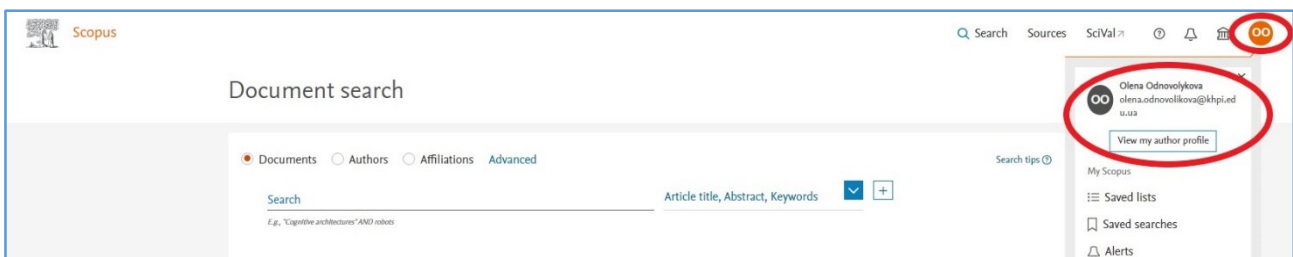 Scopus
Search Sources SciVal OO
Document search
OO
Olena Odnovolykova
olena.odnovolikova@khpi.ed
u.ua
View my author profile
Documents Authors Affiliations Advanced
Search tips
My Scopus
Search
Article title, Abstract, Keywords
Saved lists
E.g., "Cognitive architectures" AND robots
Saved searches
Alerts